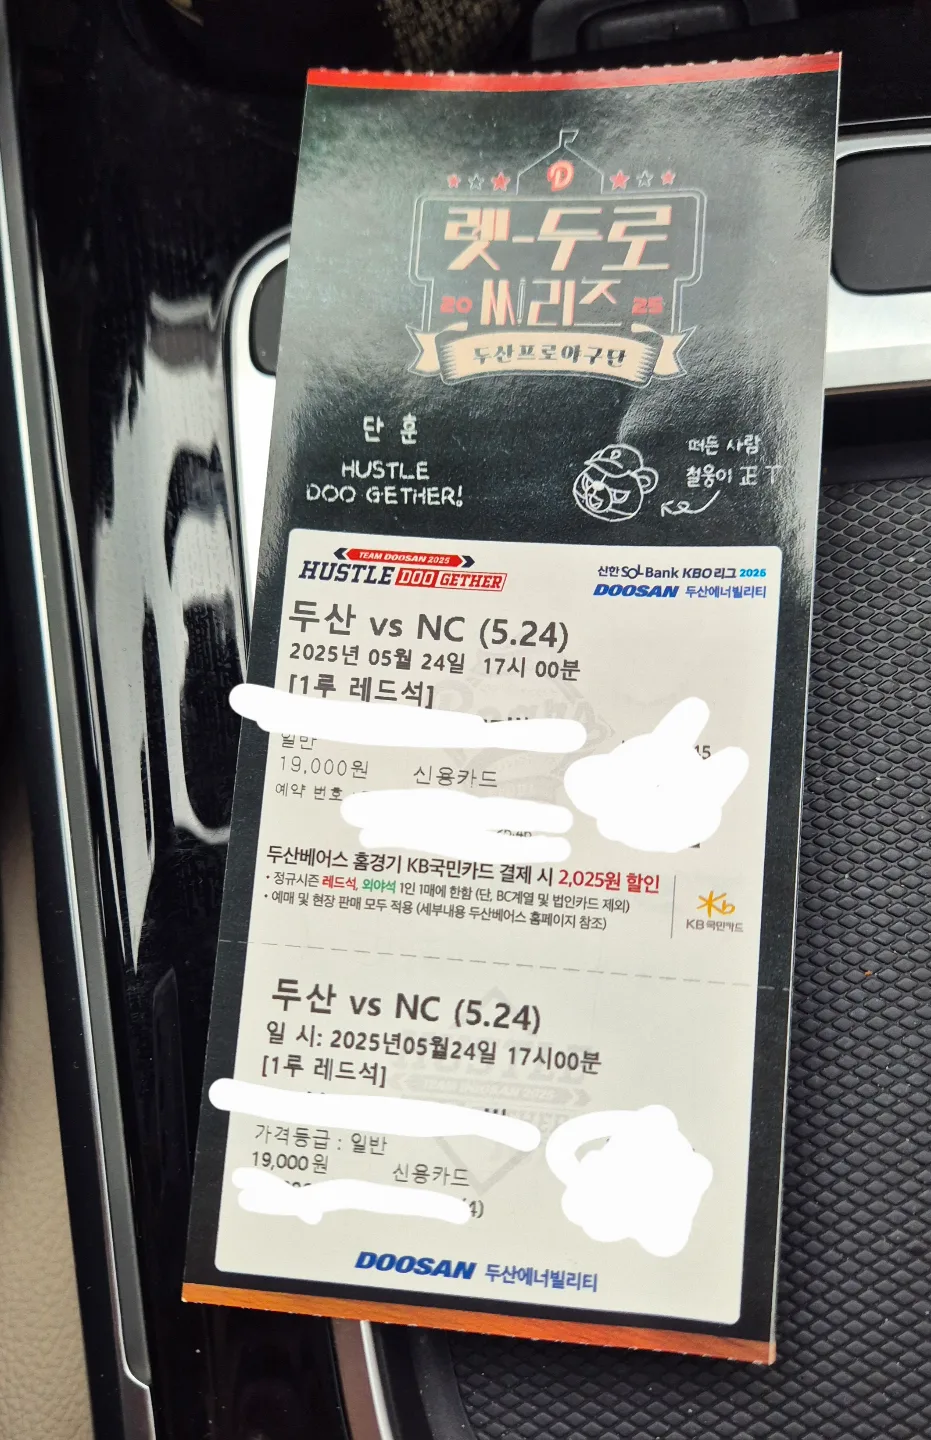 D
렛-두로
20 씨리즈 25
두산프로야구단
단훈
HUSTLE
DOO GETHER!
떠든 사람
철웅이 正丅
TEAM DOOSAN 2025
HUSTLE DOO GETHER
신한 SOL Bank KBO리그 2025
DOOSAN 두산에너빌리티
두산 vs NC (5.24)
2025년 05월 24일 17시 00분
[1루 레드석]
일반
19,000원 신용카드
예약 번호
두산베어스 홈경기 KB국민카드 결제 시 2,025원 할인
• 정규시즌 레드석, 외야석 1인 1매에 한함 (단, BC계열 및 법인카드 제외)
• 예매 및 현장 판매 모두 적용 (세부내용 두산베어스 홈페이지 참조)
KB국민카드
두산 vs NC (5.24)
일 시: 2025년05월24일 17시00분
[1루 레드석]
TEAM DOOSAN 2025
가격등급 : 일반
19,000원 신용카드
DOOSAN 두산에너빌리티